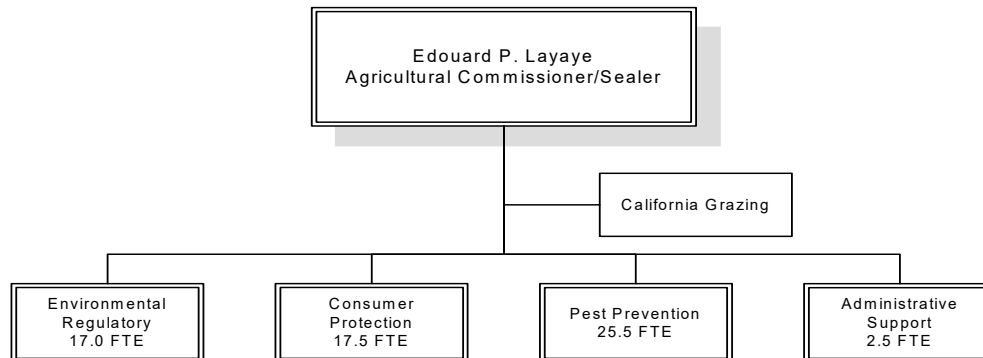 Edouard P. Layaye
Agricultural Commissioner/Sealer
California Grazing
Environmental
Regulatory
17.0 FTE
Consumer
Protection
17.5 FTE
Pest Prevention
25.5 FTE
Administrative
Support
2.5 FTE